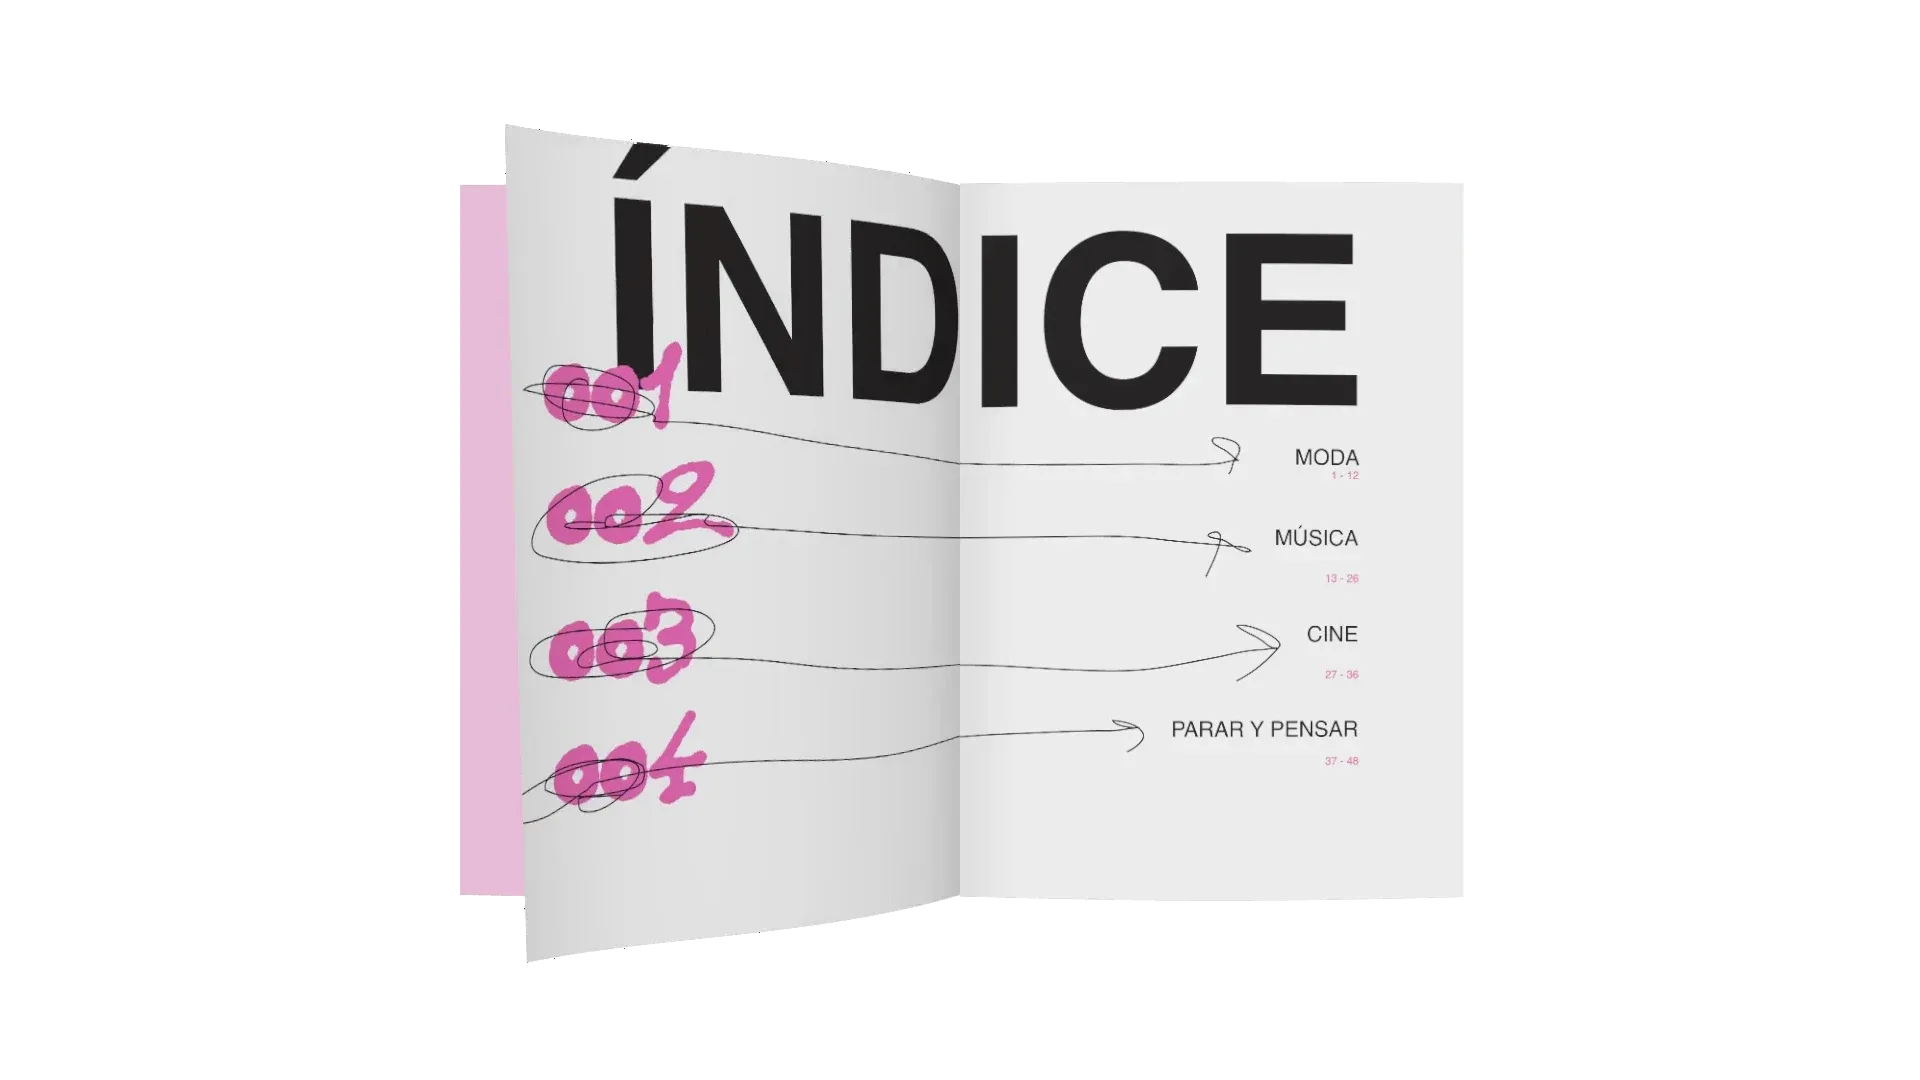 ÍNDICE
001
MODA
1 - 12
002
MÚSICA
13 - 26
003
CINE
27 - 36
004
PARAR Y PENSAR
37 - 48